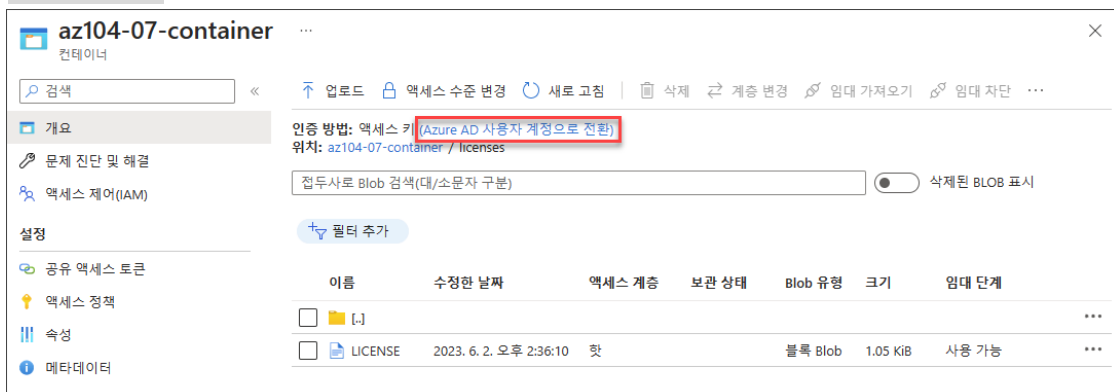 az104-07-container ...
컨테이너
검색
업로드 액세스 수준 변경 새로 고침 삭제 계층 변경 임대 가져오기 임대 차단 ...
개요
문제 진단 및 해결
액세스 제어(IAM)
설정
공유 액세스 토큰
액세스 정책
속성
메타데이터
인증 방법: 액세스 키 (Azure AD 사용자 계정으로 전환)
위치: az104-07-container / licenses
접두사로 Blob 검색(대/소문자 구분)
삭제된 BLOB 표시
필터 추가
이름 수정한 날짜 액세스 계층 보관 상태 Blob 유형 크기 임대 단계
[..]
LICENSE 2023. 6. 2. 오후 2:36:10 핫 블록 Blob 1.05 KiB 사용 가능